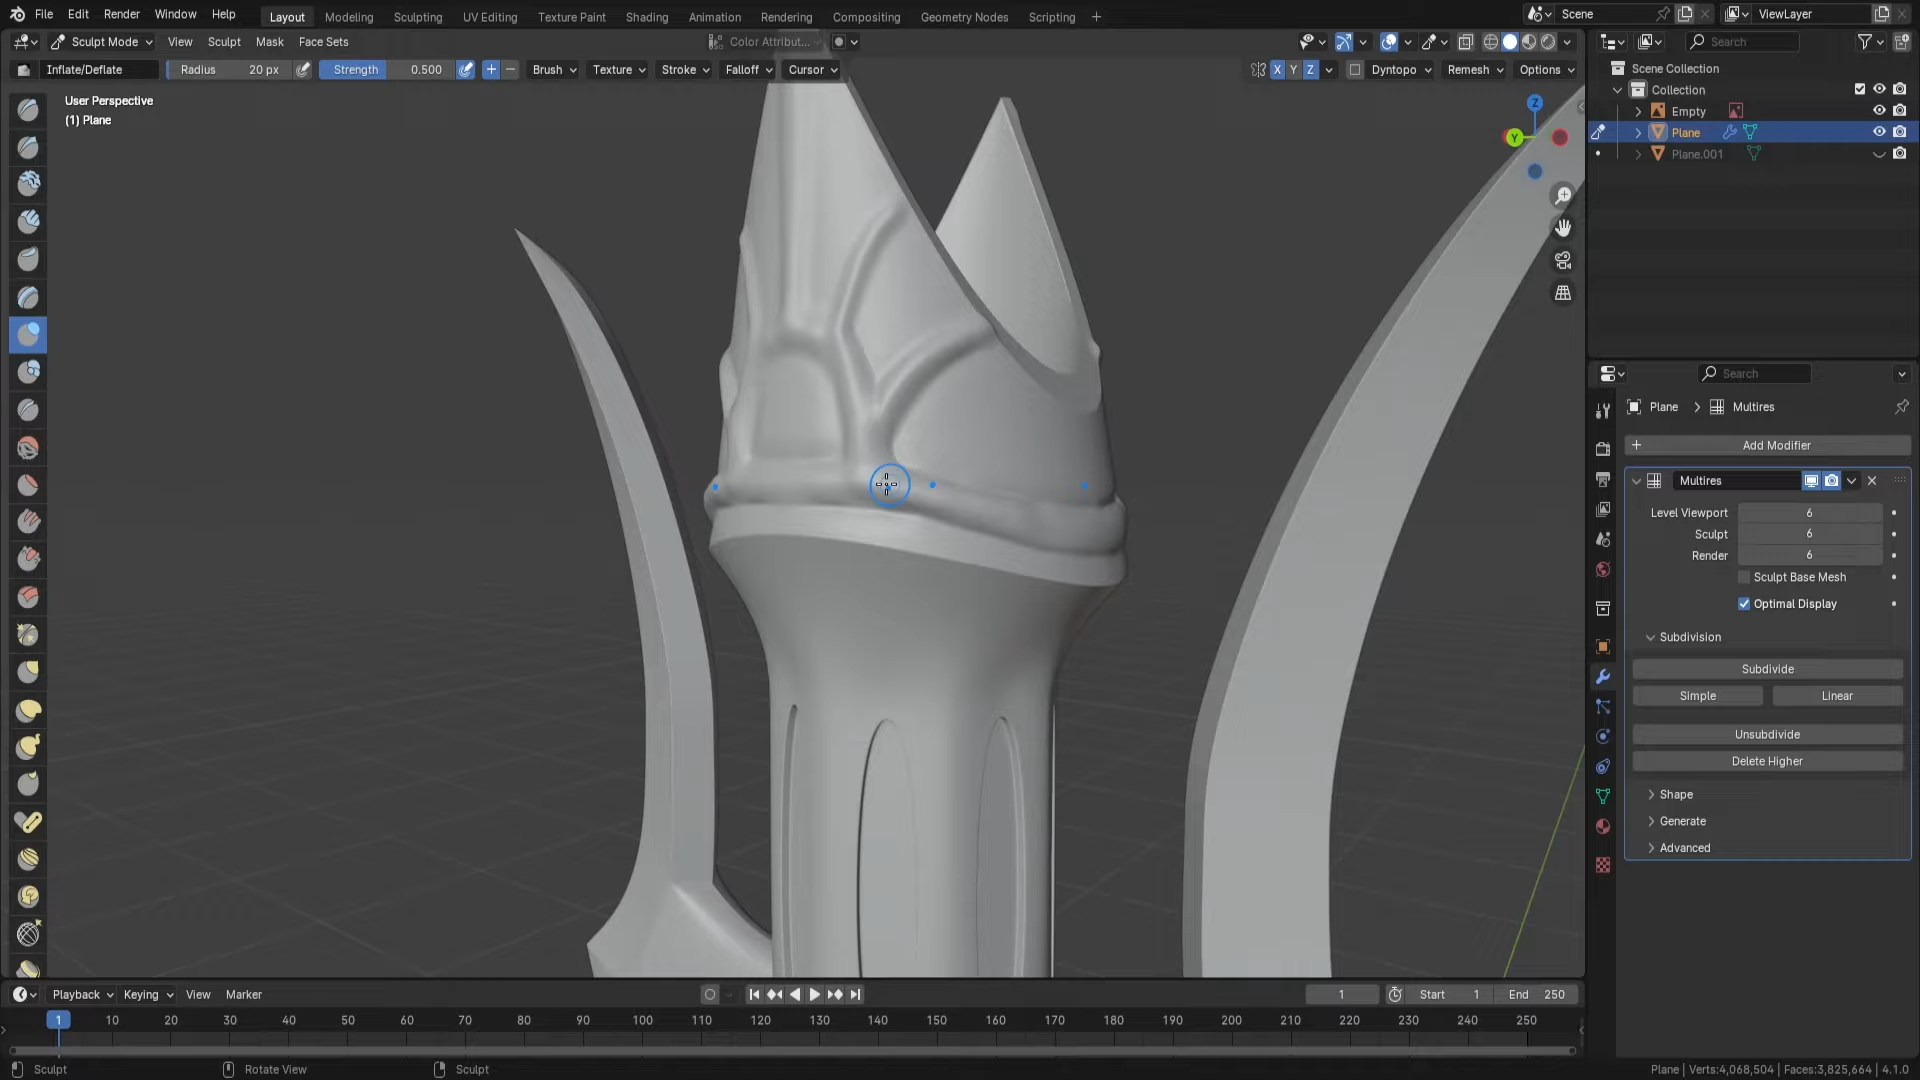 File Edit Render Window Help Layout Modeling Sculpting UV Editing Texture Paint Shading Animation Rendering Compositing Geometry Nodes Scripting + Scene ViewLayer
Sculpt Mode View Sculpt Mask Face Sets Color Attribut... Search
Inflate/Deflate Radius 20 px Strength 0.500 + − Brush Texture Stroke Falloff Cursor X Y Z Dyntopo Remesh Options
Scene Collection
Collection
Empty
Plane
Plane.001
User Perspective
(1) Plane
Z
Y
Search
Plane > Multires
+ Add Modifier
Multires
Level Viewport 6
Sculpt 6
Render 6
Sculpt Base Mesh
Optimal Display
Subdivision
Subdivide
Simple Linear
Unsubdivide
Delete Higher
Shape
Generate
Advanced
Playback Keying View Marker 1 Start 1 End 250
1 10 20 30 40 50 60 70 80 90 100 110 120 130 140 150 160 170 180 190 200 210 220 230 240 250
Sculpt Rotate View Sculpt Plane | Verts:4,068,504 | Faces:3,825,664 | 4.1.0